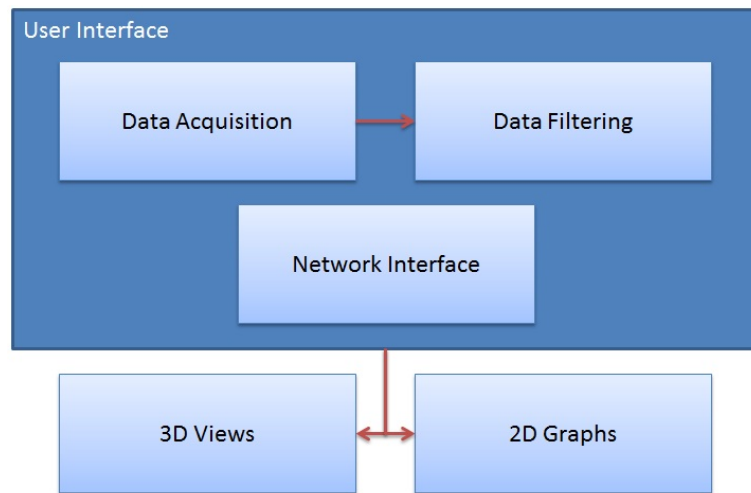 User Interface
Data Acquisition
Data Filtering
Network Interface
3D Views
2D Graphs